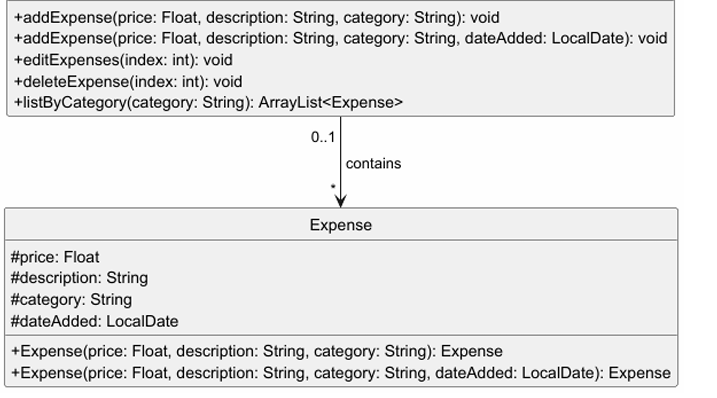 +addExpense(price: Float, description: String, category: String): void
+addExpense(price: Float, description: String, category: String, dateAdded: LocalDate): void
+editExpenses(index: int): void
+deleteExpense(index: int): void
+listByCategory(category: String): ArrayList<Expense>
0..1
contains
*
Expense
#price: Float
#description: String
#category: String
#dateAdded: LocalDate
+Expense(price: Float, description: String, category: String): Expense
+Expense(price: Float, description: String, category: String, dateAdded: LocalDate): Expense